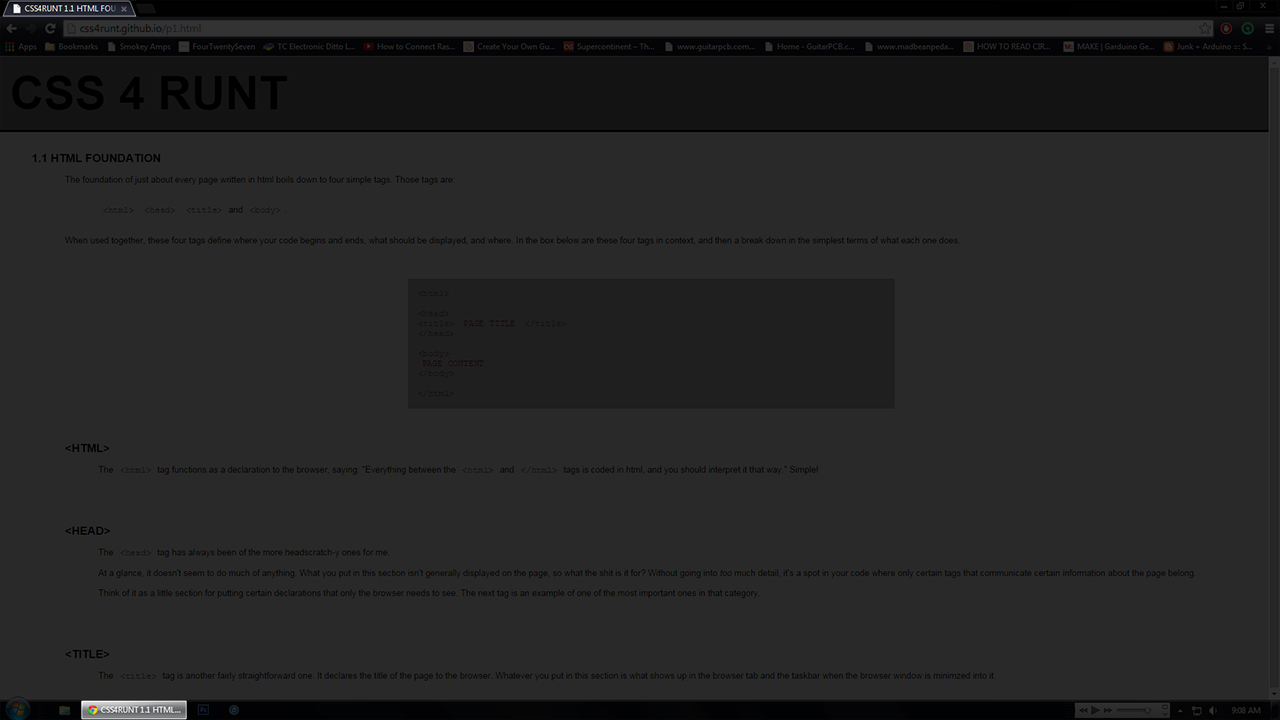 CSS4RUNT 1.1 HTML FOU
css4runt.github.io/p1.html
Apps Bookmarks Smokey Amps FourTwentySeven TC Electronic Ditto L... How to Connect Ras... Create Your Own Gu... Supercontinent – Th... www.guitarpcb.com... Home - GuitarPCB.c... www.madbeanpeda... HOW TO READ CIR... MAKE | Garduino Ge... Junk + Arduino =: S... »
CSS 4 RUNT
1.1 HTML FOUNDATION
The foundation of just about every page written in html boils down to four simple tags. Those tags are:
<html> <head> <title> and <body> .
When used together, these four tags define where your code begins and ends, what should be displayed, and where. In the box below are these four tags in context, and then a break down in the simplest terms of what each one does.
<html>
<head>
<title> PAGE TITLE </title>
</head>
<body>
PAGE CONTENT
</body>
</html>
<HTML>
The <html> tag functions as a declaration to the browser, saying: "Everything between the <html> and </html> tags is coded in html, and you should interpret it that way." Simple!
<HEAD>
The <head> tag has always been of the more headscratch-y ones for me.
At a glance, it doesn't seem to do much of anything. What you put in this section isn't generally displayed on the page, so what the shit is it for? Without going into too much detail, it's a spot in your code where only certain tags that communicate certain information about the page belong.
Think of it as a little section for putting certain declarations that only the browser needs to see. The next tag is an example of one of the most important ones in that category.
<TITLE>
The <title> tag is another fairly straightforward one. It declares the title of the page to the browser. Whatever you put in this section is what shows up in the browser tab and the taskbar when the browser window is minimzed into it.
CSS4RUNT 1.1 HTML... Ps 9:08 AM